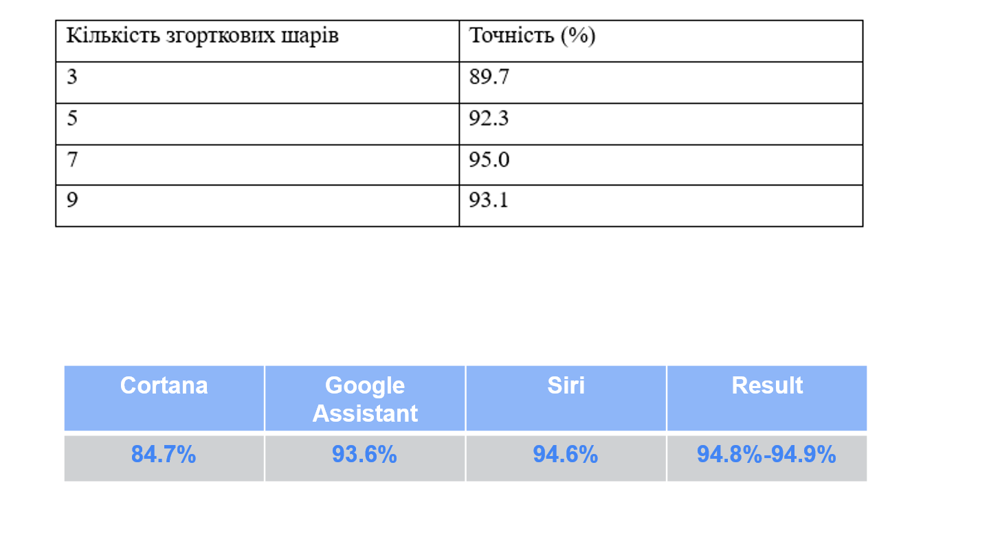 Кількість згорткових шарів Точність (%)
3 89.7
5 92.3
7 95.0
9 93.1
Cortana Google Assistant Siri Result
84.7% 93.6% 94.6% 94.8%-94.9%